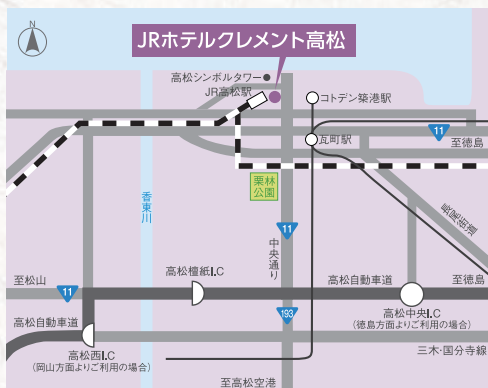 N
JRホテルクレメント高松
高松シンボルタワー
JR高松駅
コトデン築港駅
瓦町駅
11
至徳島
栗林
公園
香東川
中央通り
11
長尾街道
至松山
11
高松檀紙I.C
高松自動車道
至徳島
高松自動車道
193
高松中央I.C
(徳島方面よりご利用の場合)
高松西I.C
(岡山方面よりご利用の場合)
三木・国分寺線
至高松空港